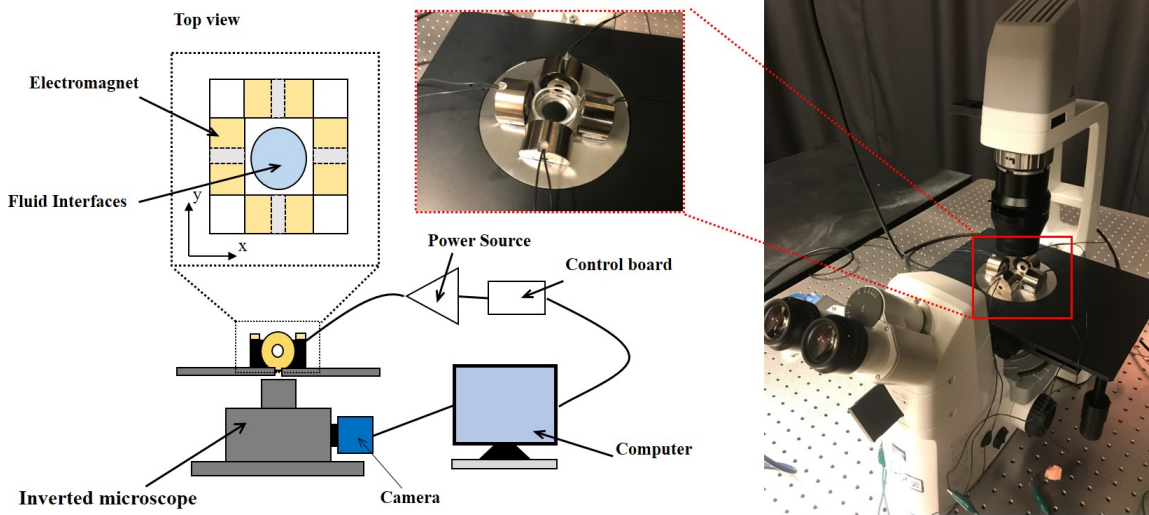 Top view
Electromagnet
Fluid Interfaces
y
x
Power Source
Control board
Computer
Camera
Inverted microscope